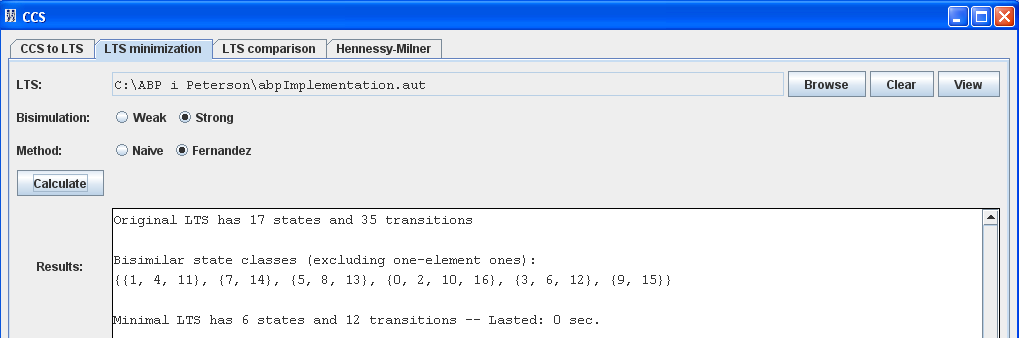 CCS
CCS to LTS LTS minimization LTS comparison Hennessy-Milner
LTS: C:\ABP i Peterson\abpImplementation.aut Browse Clear View
Bisimulation: Weak Strong
Method: Naive Fernandez
Calculate
Original LTS has 17 states and 35 transitions
Bisimilar state classes (excluding one-element ones):
Results: {{1, 4, 11}, {7, 14}, {5, 8, 13}, {0, 2, 10, 16}, {3, 6, 12}, {9, 15}}
Minimal LTS has 6 states and 12 transitions -- Lasted: 0 sec.